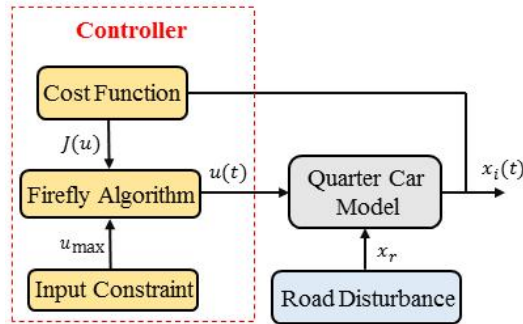 Controller
Cost Function
J(u)
Firefly Algorithm
u(t)
Quarter Car
Model
x_i(t)
u_max
x_r
Input Constraint
Road Disturbance